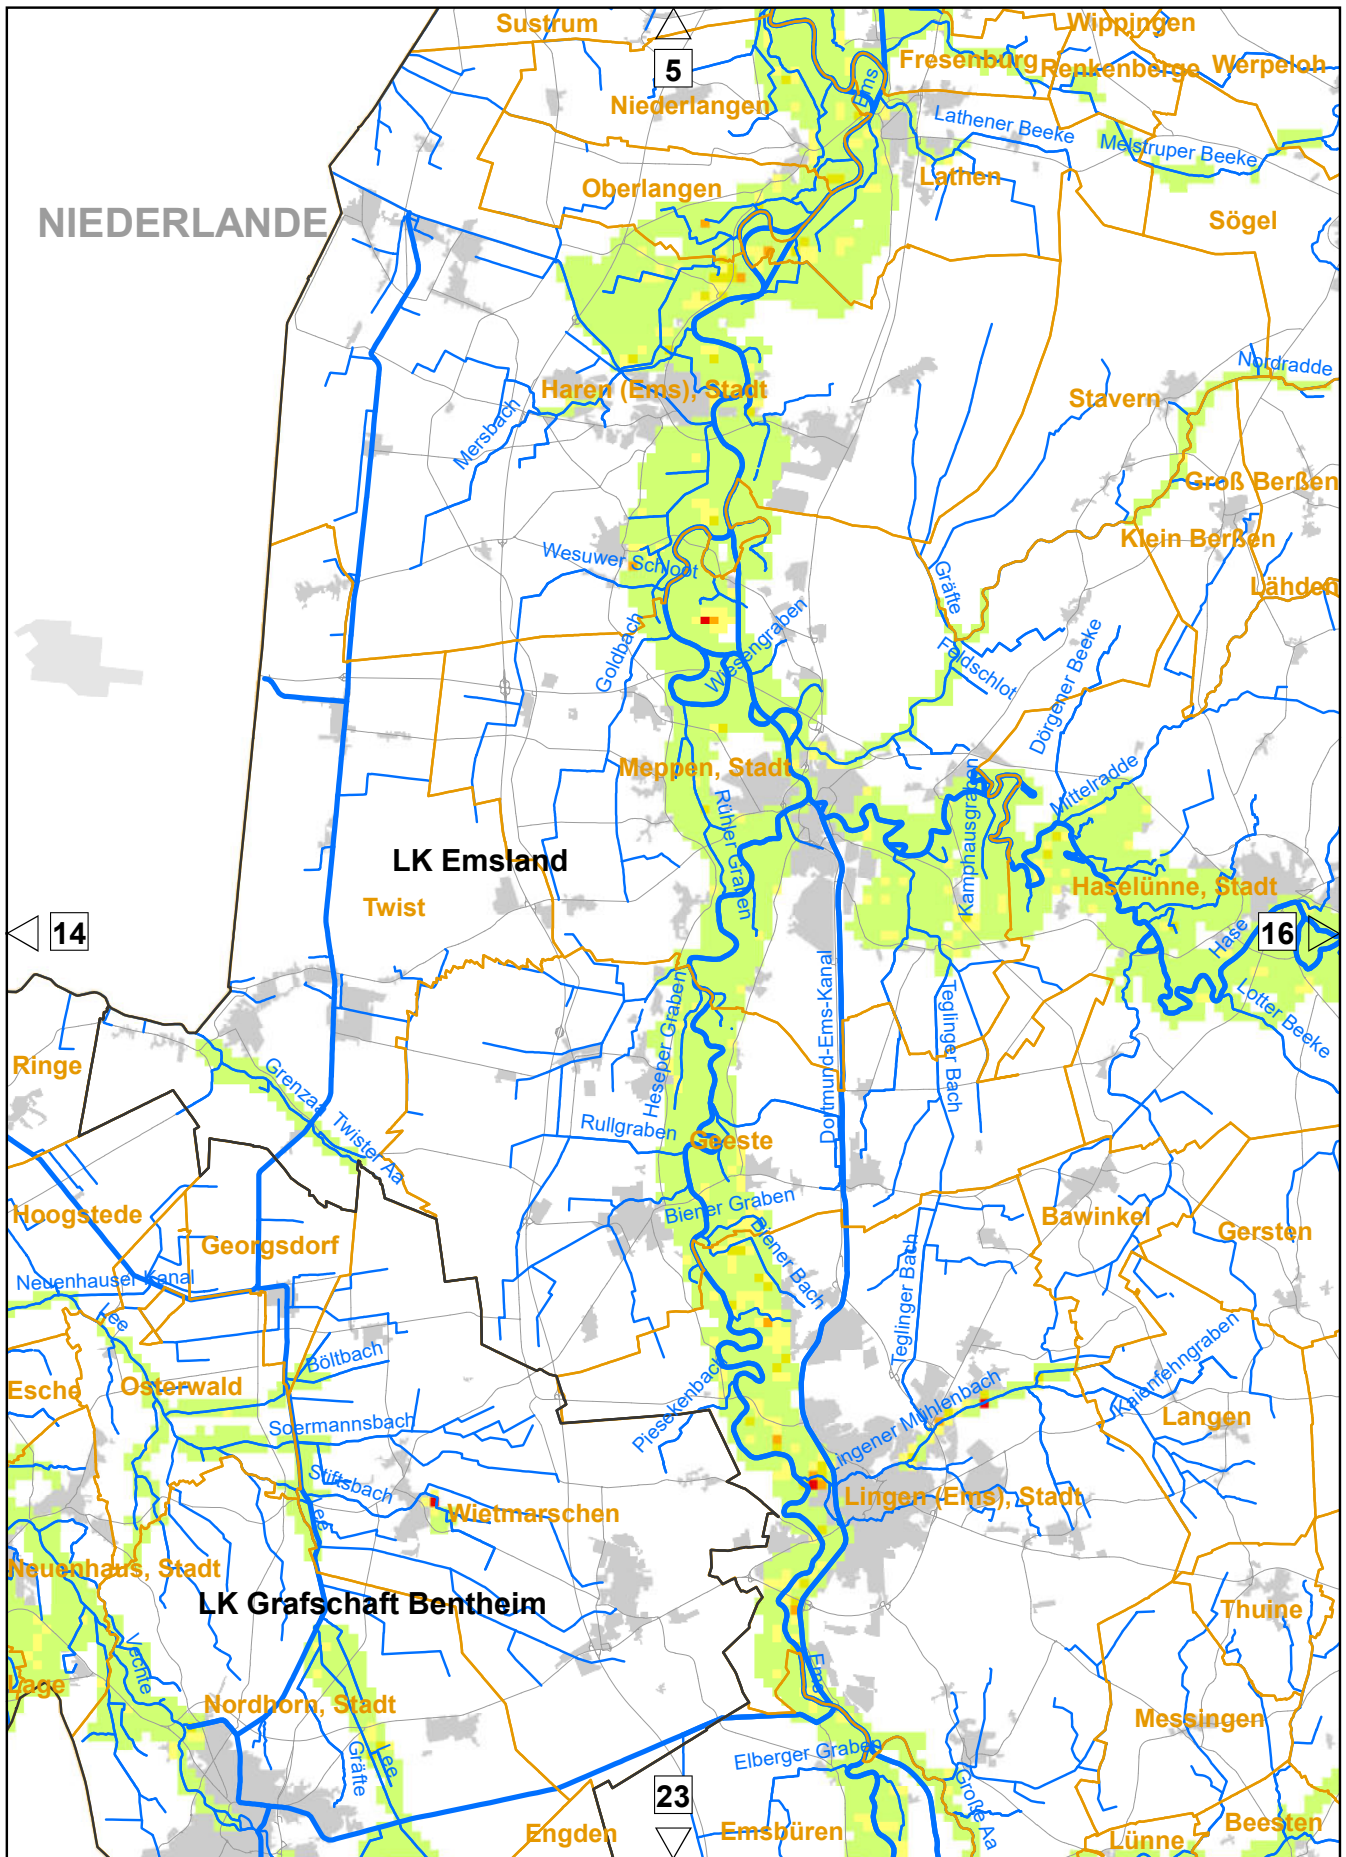 Sustrum
Wippingen
5
Fresenburg
Renkenberge
Werpeloh
Niederlangen
Ems
Lathener Beeke
Melstruper Beeke
Lathen
Oberlangen
NIEDERLANDE
Sögel
Nordradde
Haren (Ems), Stadt
Stavern
Mersbach
Groß Berßen
Klein Berßen
Wesuwer Schloot
Gräfte
Lähden
Goldbach
Wiesengraben
Feldschlot
Dörgener Beeke
Meppen, Stadt
Mittelradde
Rühler Graben
Kamphausgraben
LK Emsland
Haselünne, Stadt
Twist
14
16
Hase
Heseper Graben
Dortmund-Ems-Kanal
Teglinger Bach
Lotter Beeke
Ringe
Grenzaa
Twister Aa
Rullgraben
Geeste
Hoogstede
Biener Graben
Bawinkel
Gersten
Georgsdorf
Biener Bach
Teglinger Bach
Neuenhauser Kanal
Lee
Böltbach
Kaienfehngraben
Esche
Osterwald
Piesekenbach
Lingener Mühlenbach
Soermannsbach
Langen
Stiftsbach
Lee
Wietmarschen
Lingen (Ems), Stadt
Neuenhaus, Stadt
LK Grafschaft Bentheim
Thuine
Vechte
Ems
Lage
Nordhorn, Stadt
Messingen
Gräfte
Lee
Elberger Graben
Große Aa
23
Engden
Emsbüren
Lünne
Beesten